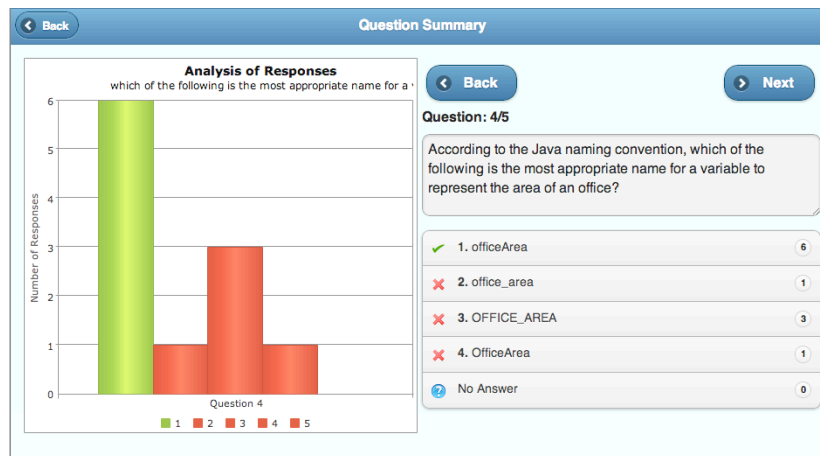 Back
Question Summary
Analysis of Responses
which of the following is the most appropriate name for a
6
5
4
3
2
1
0
Number of Responses
Question 4
1 2 3 4 5
Back
Next
Question: 4/5
According to the Java naming convention, which of the
following is the most appropriate name for a variable to
represent the area of an office?
1. officeArea 6
2. office_area 1
3. OFFICE_AREA 3
4. OfficeArea 1
No Answer 0